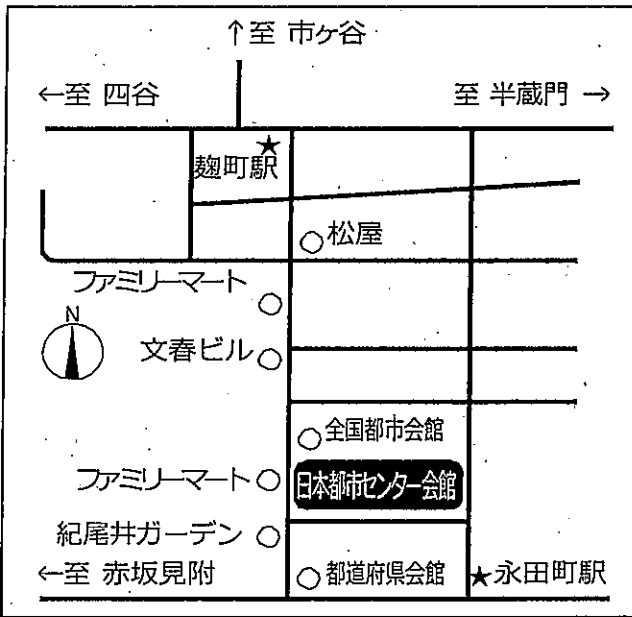 ↑至 市ヶ谷
←至 四谷
至 半蔵門 →
★
麹町駅
○松屋
ファミリーマート○
N
文春ビル○
○全国都市会館
ファミリーマート○
日本都市センター会館
紀尾井ガーデン○
←至 赤坂見附
○都道府県会館
★永田町駅